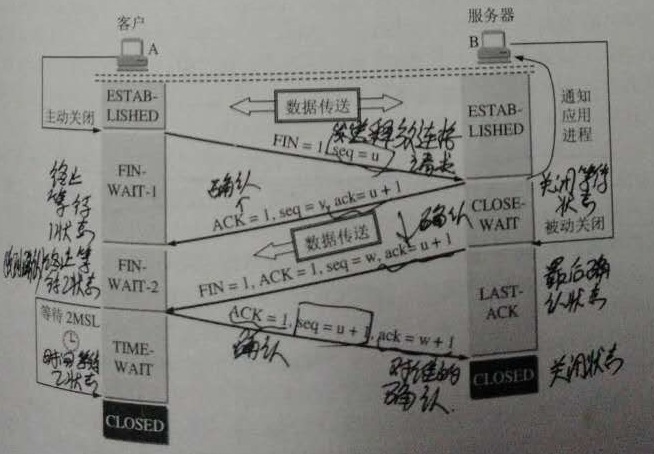 客户
服务器
A
B
ESTAB-
LISHED
数据传送
ESTAB-
LISHED
通知
应用
进程
主动关闭
FIN = 1, seq = u
发送释放连接
请求
FIN-
WAIT-1
终止
等待
1状态
确认
ACK = 1, seq = v, ack= u + 1
确认
CLOSE-
WAIT
关闭等待
状态
被动关闭
数据传送
FIN-
WAIT-2
终止等
待2状态
FIN = 1, ACK = 1, seq = w, ack= u + 1
LAST-
ACK
最后确
认状态
等待 2MSL
ACK = 1, seq = u + 1, ack = w + 1
确认
TIME-
WAIT
时间等待
状态
对谁的
确认
CLOSED
关闭状态
CLOSED